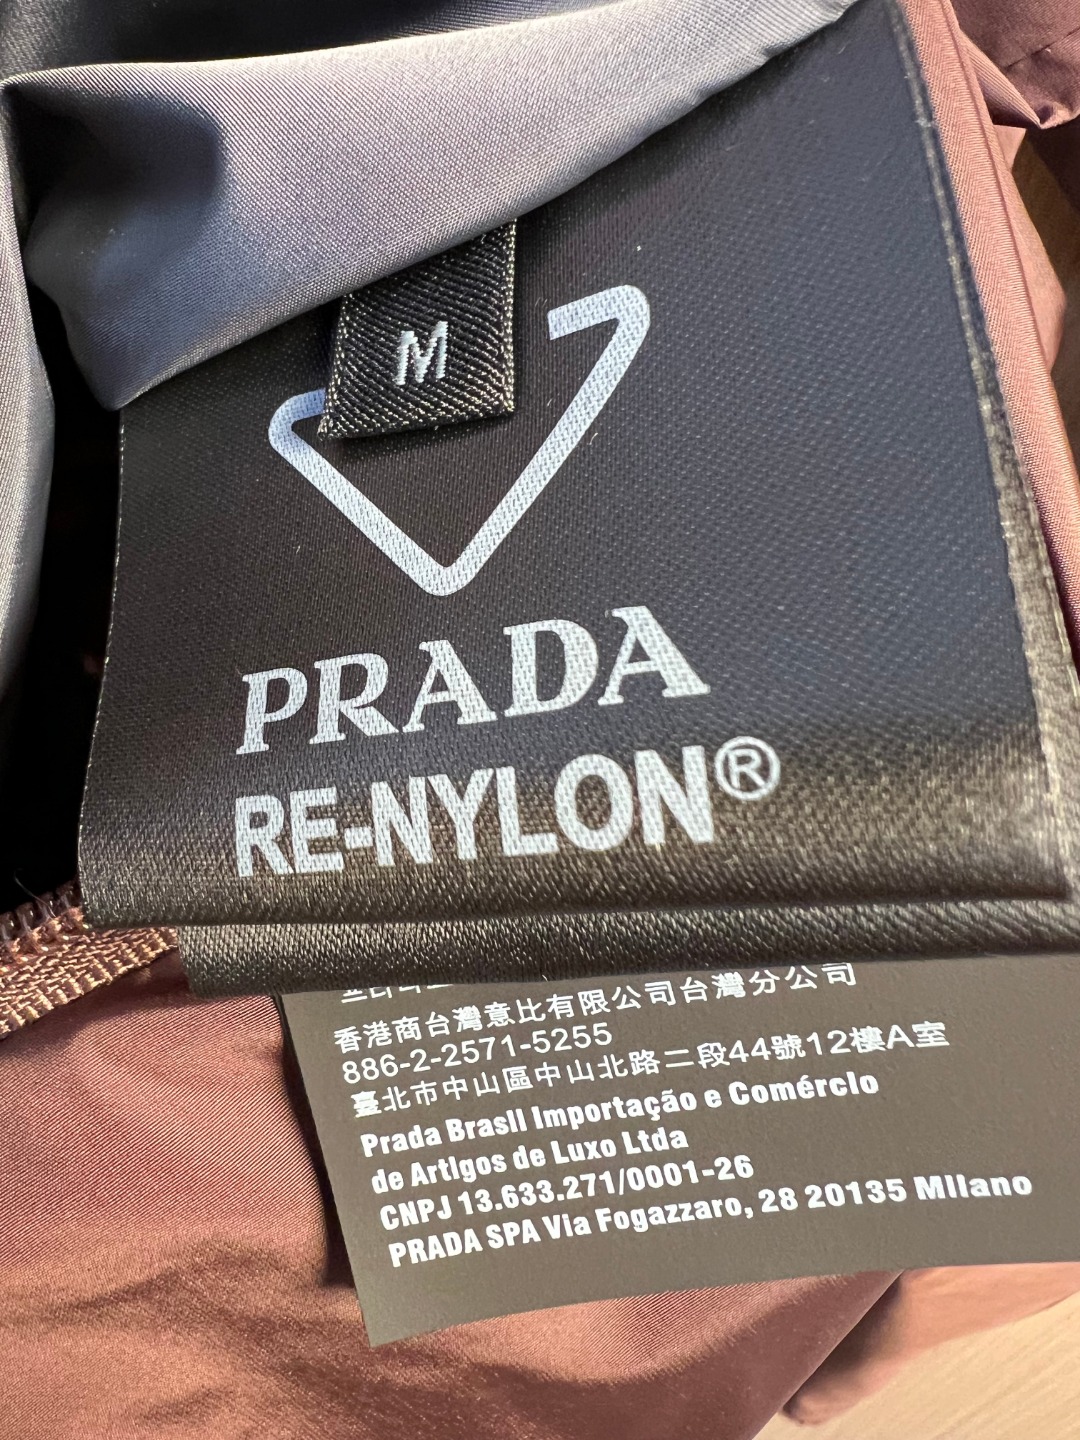 M
PRADA
RE-NYLON®
香港商台灣意比有限公司台灣分公司
886-2-2571-5255
臺北市中山區中山北路二段44號12樓A室
Prada Brasil Importação e Comércio
de Artigos de Luxo Ltda
CNPJ 13.633.271/0001-26
PRADA SPA Via Fogazzaro, 28 20135 Milano